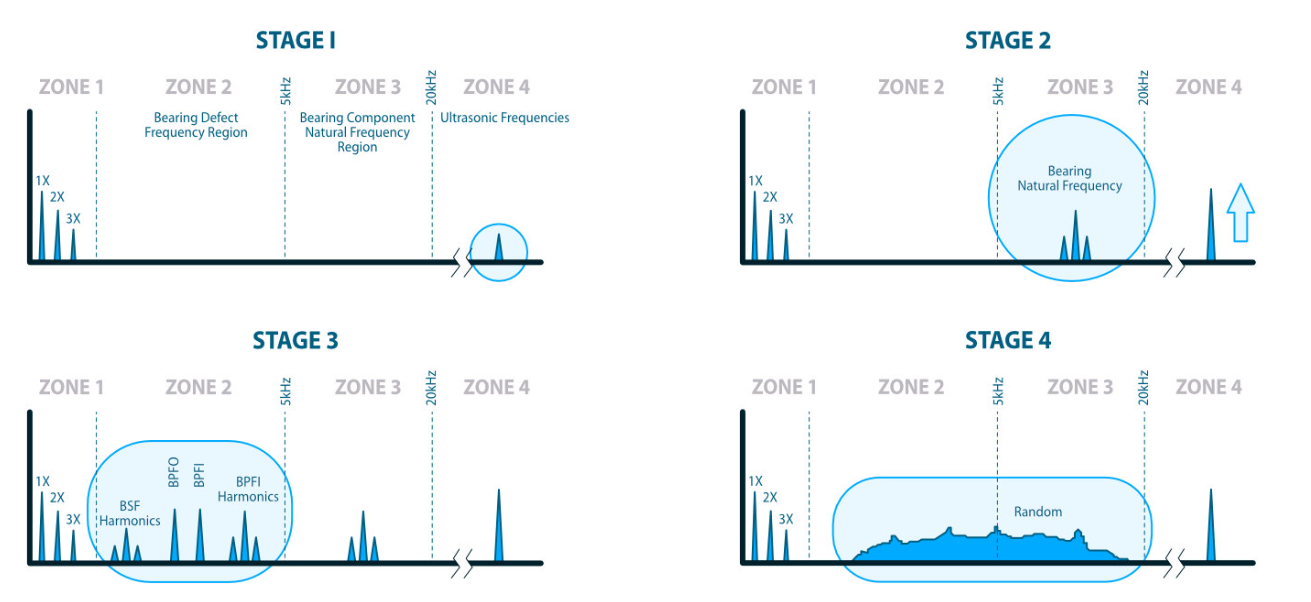 STAGE I
ZONE 1
ZONE 2
5kHz
ZONE 3
20kHz
ZONE 4
Bearing Defect
Frequency Region
Bearing Component
Natural Frequency
Region
Ultrasonic Frequencies
1X
2X
3X
STAGE 2
ZONE 1
ZONE 2
5kHz
ZONE 3
20kHz
ZONE 4
Bearing
Natural Frequency
1X
2X
3X
STAGE 3
ZONE 1
ZONE 2
5kHz
ZONE 3
20kHz
ZONE 4
1X
2X
3X
BSF
Harmonics
BPFO
BPFI
BPFI
Harmonics
STAGE 4
ZONE 1
ZONE 2
5kHz
ZONE 3
20kHz
ZONE 4
1X
2X
3X
Random